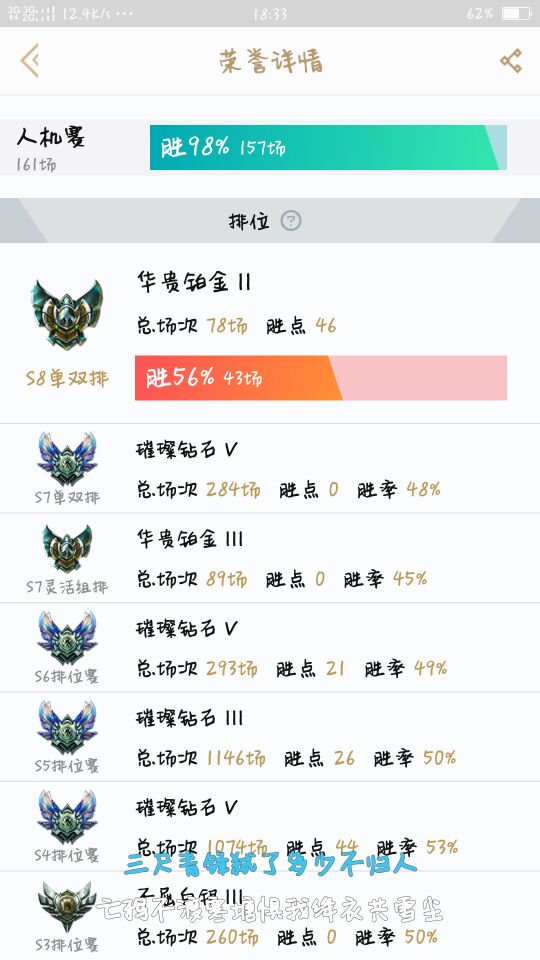 3G 3G 2G 12.4K/s ··· 18:33 62%
荣誉详情
人机赛
161场
胜98% 157场
排位 ?
华贵铂金 II
总场次 78场 胜点 46
S8单双排
胜56% 43场
璀璨钻石 V
S7单双排
总场次 284场 胜点 0 胜率 48%
华贵铂金 III
S7灵活组排
总场次 89场 胜点 0 胜率 45%
璀璨钻石 V
S6排位赛
总场次 293场 胜点 21 胜率 49%
璀璨钻石 III
S5排位赛
总场次 1146场 胜点 26 胜率 50%
璀璨钻石 V
S4排位赛
总场次 1074场 胜点 44 胜率 53%
三尺青锋弑了多少不归人
不屈白银 III
S3排位赛
总场次 260场 胜点 0 胜率 50%